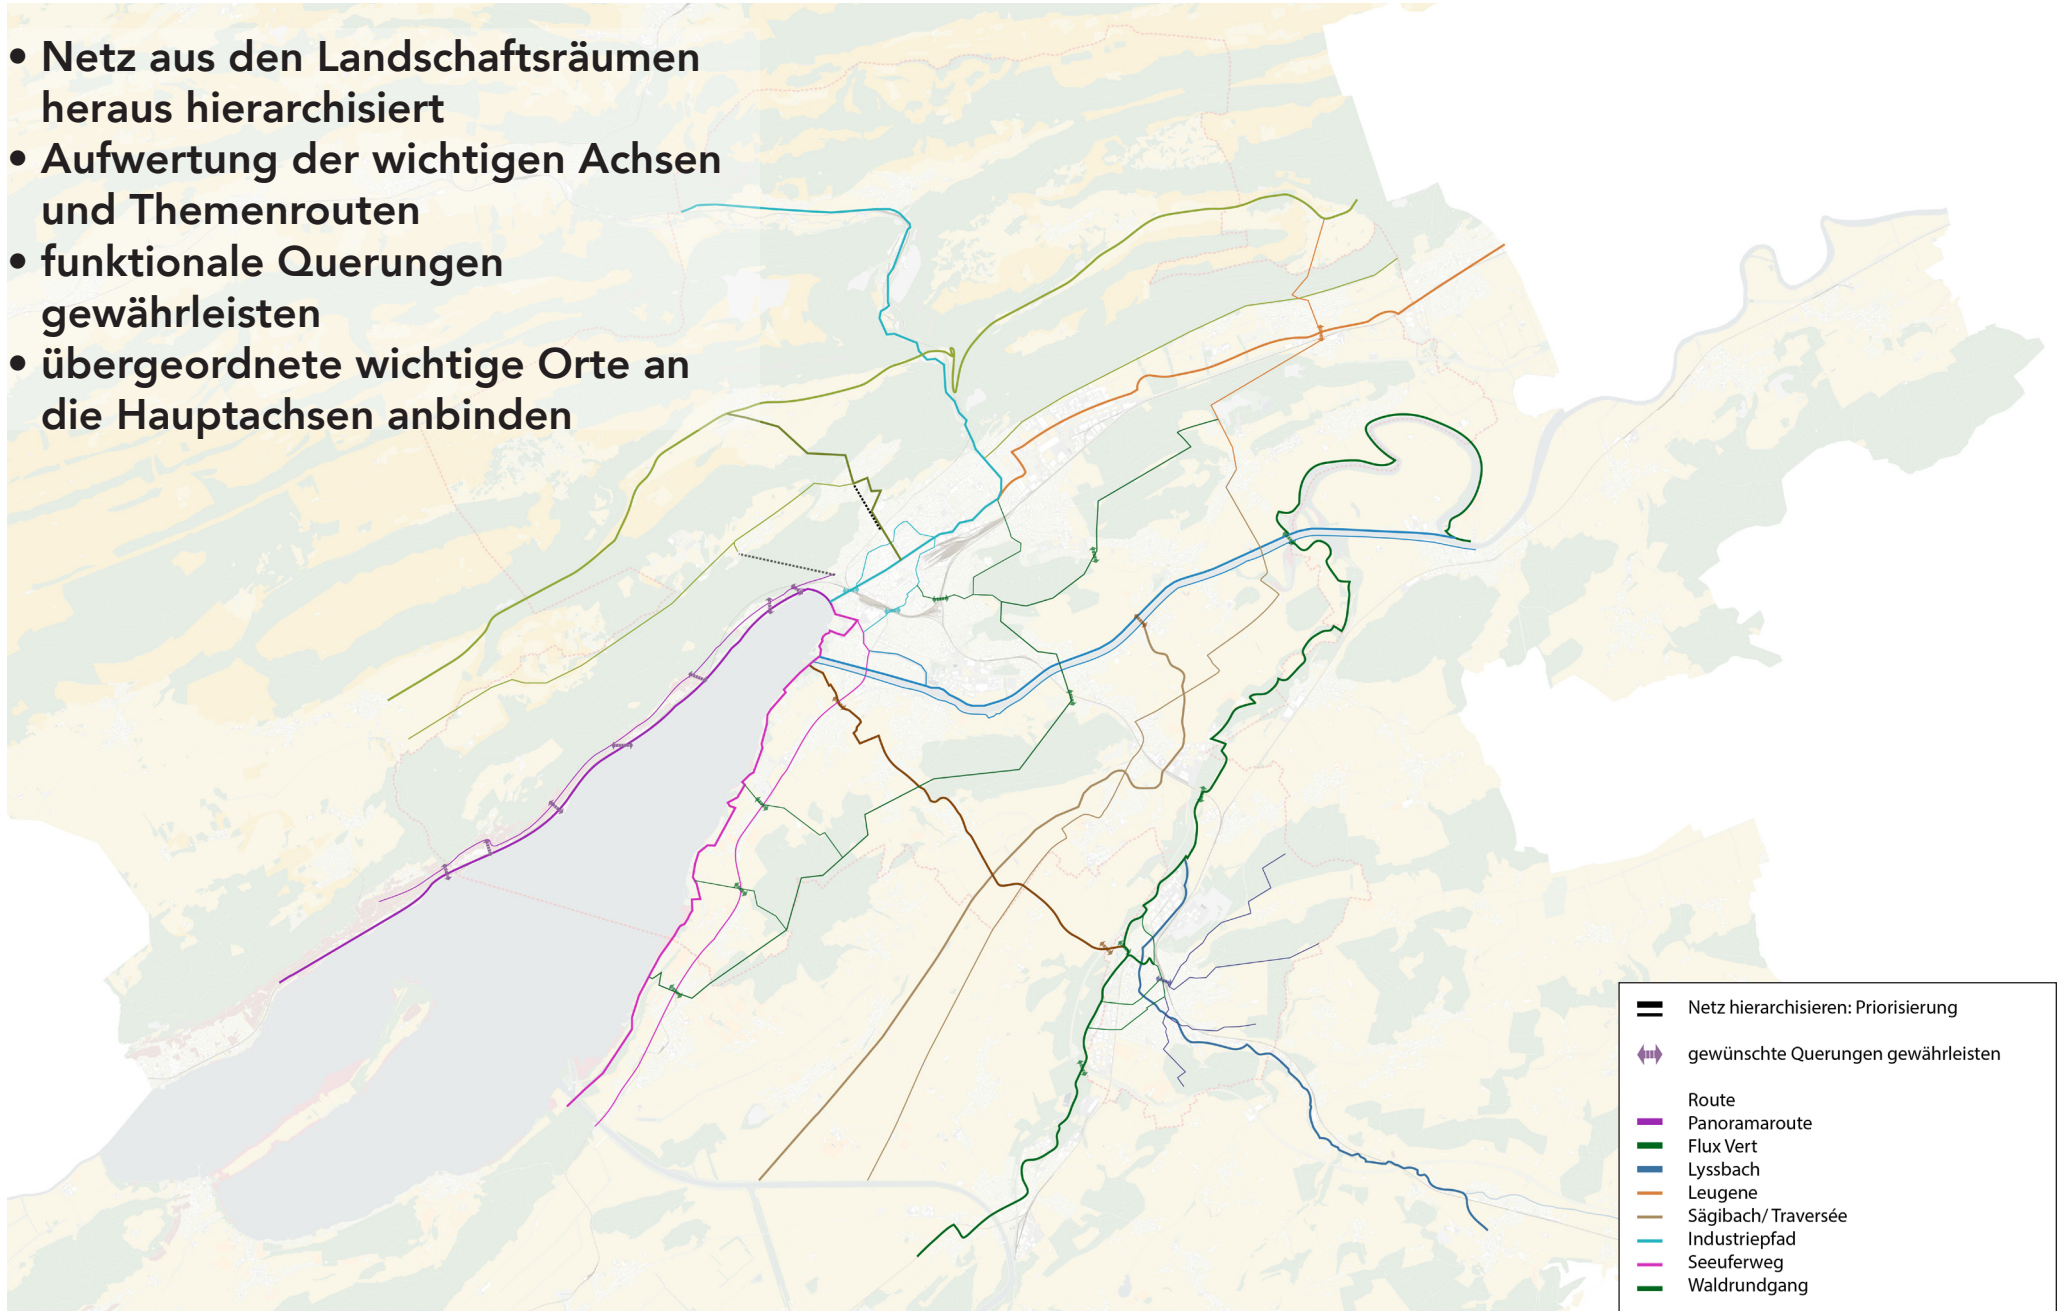 • Netz aus den Landschaftsräumen
heraus hierarchisiert
• Aufwertung der wichtigen Achsen
und Themenrouten
• funktionale Querungen
gewährleisten
• übergeordnete wichtige Orte an
die Hauptachsen anbinden
Netz hierarchisieren: Priorisierung
gewünschte Querungen gewährleisten
Route
Panoramaroute
Flux Vert
Lyssbach
Leugene
Sägibach/ Traversée
Industriepfad
Seeuferweg
Waldrundgang